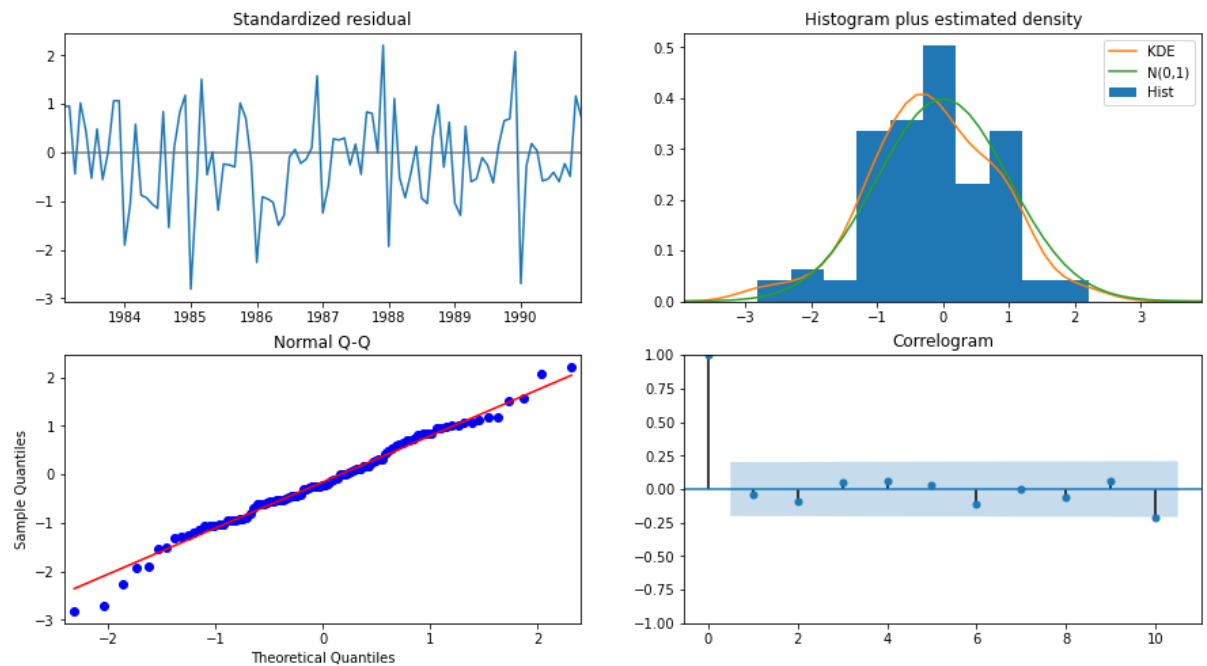 Standardized residual
2
1
0
−1
−2
−3
1984 1985 1986 1987 1988 1989 1990
Histogram plus estimated density
0.5
0.4
0.3
0.2
0.1
0.0
KDE
N(0,1)
Hist
−3 −2 −1 0 1 2 3
Normal Q-Q
Sample Quantiles
2
1
0
−1
−2
−3
−2 −1 0 1 2
Theoretical Quantiles
Correlogram
1.00
0.75
0.50
0.25
0.00
−0.25
−0.50
−0.75
−1.00
0 2 4 6 8 10